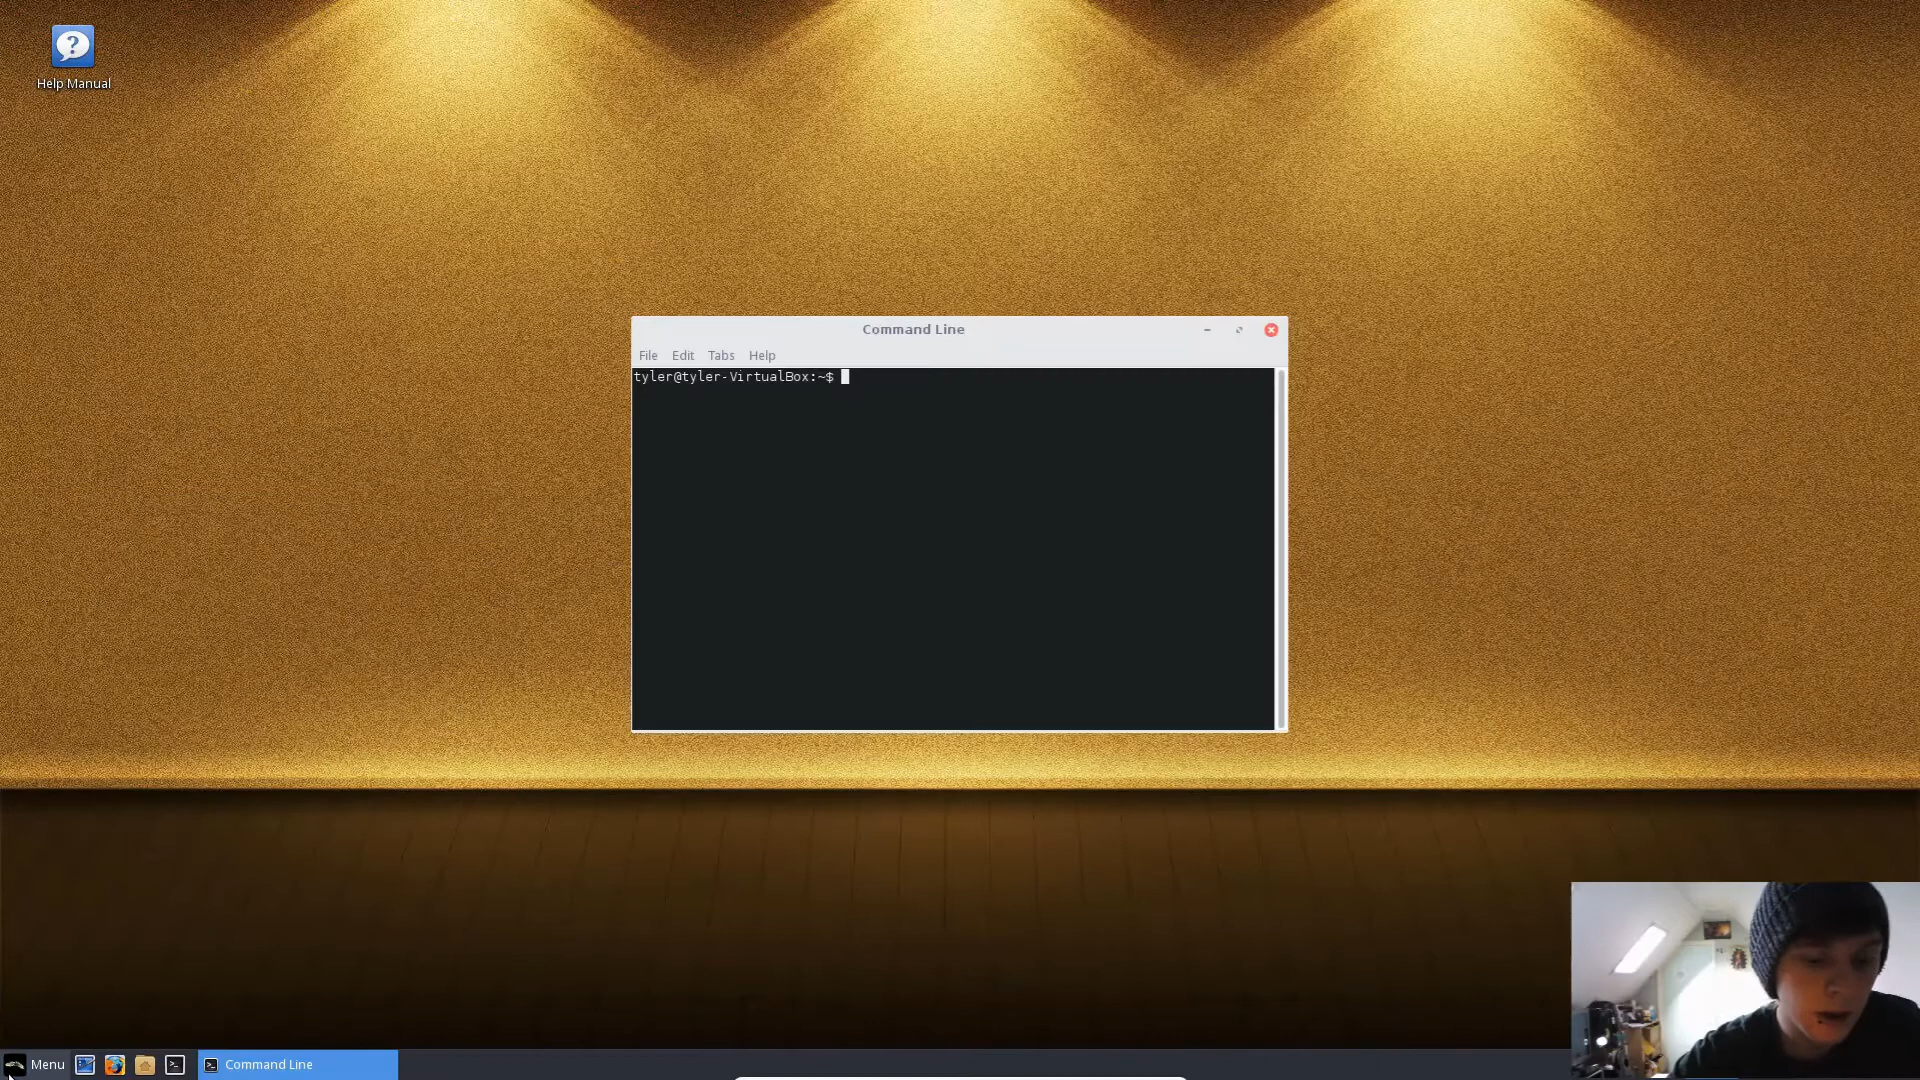 Help Manual
Command Line
File Edit Tabs Help
tyler@tyler-VirtualBox:~$
Menu
Command Line